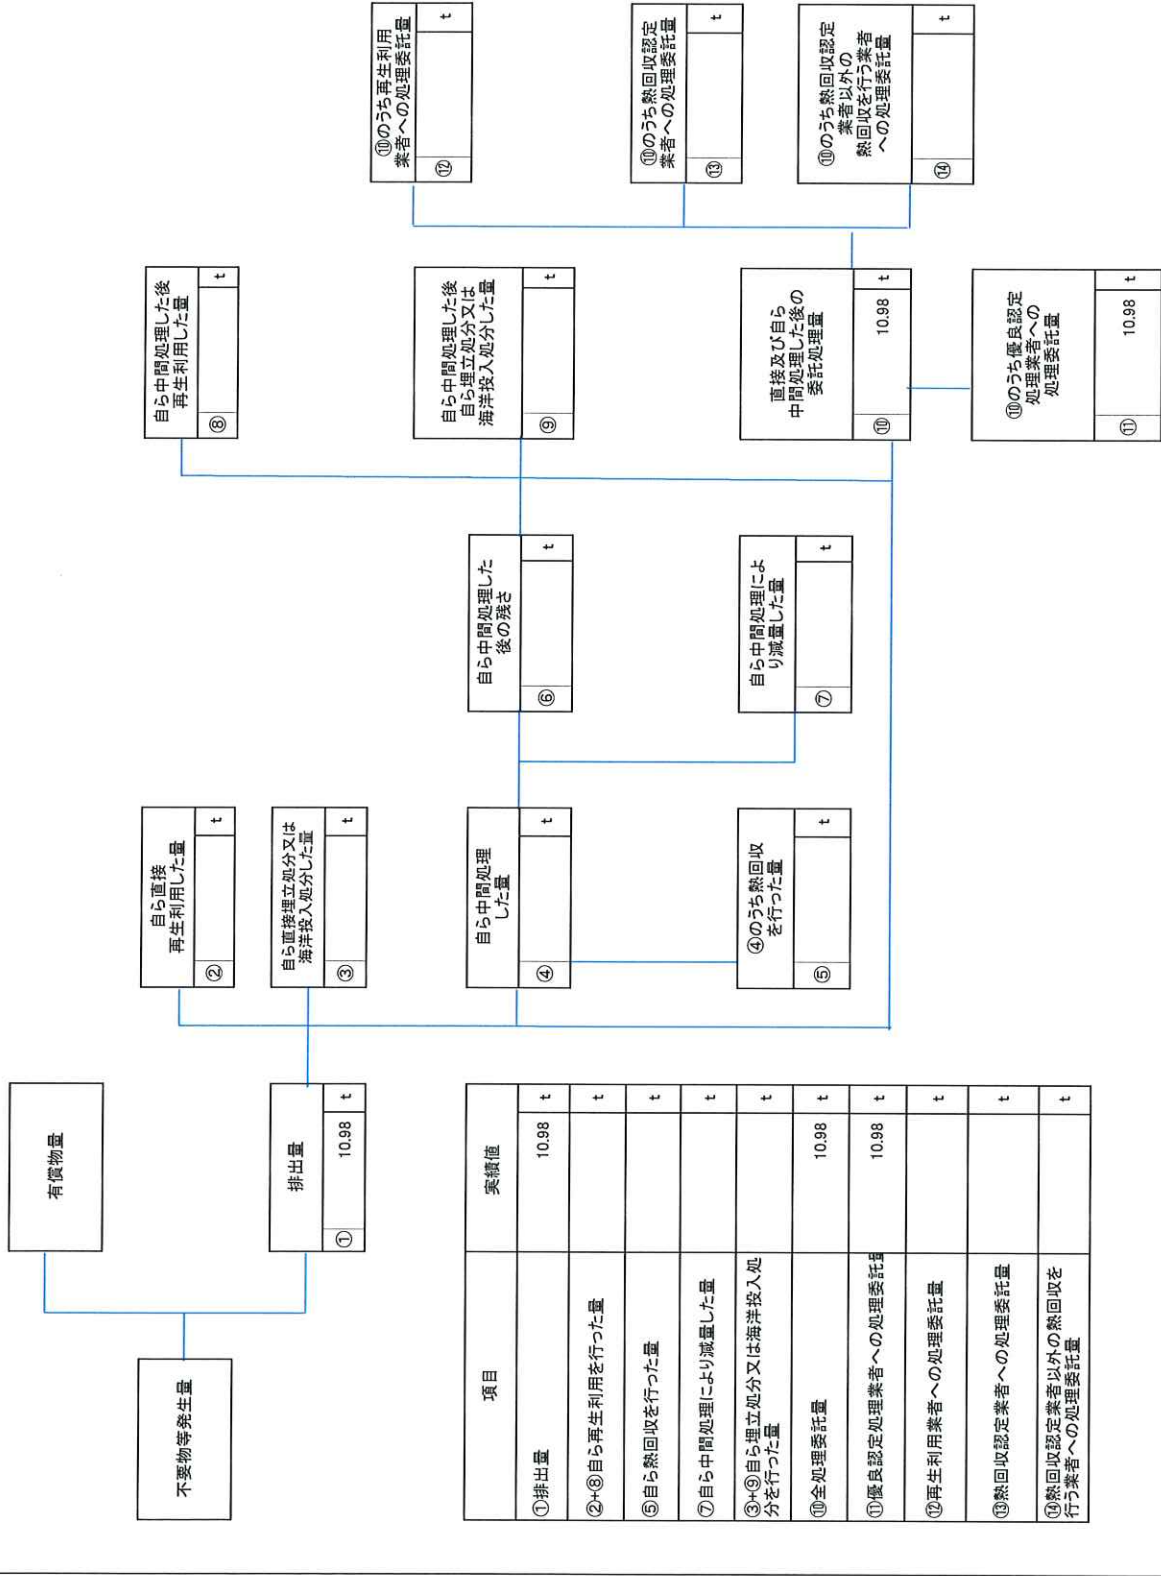 不要物等発生量
有償物量
排出量
① 10.98 t
自ら直接
再生利用した量
② t
自ら直接埋立処分又は
海洋投入処分した量
③ t
自ら中間処理
した量
④ t
④のうち熱回収
を行った量
⑤ t
自ら中間処理した
後の残さ
⑥ t
自ら中間処理によ
り減量した量
⑦ t
自ら中間処理した後
再生利用した量
⑧ t
自ら中間処理した後
自ら埋立処分又は
海洋投入処分した量
⑨ t
直接及び自ら
中間処理した後の
委託処理量
⑩ 10.98 t
⑩のうち優良認定
処理業者への
処理委託量
⑪ 10.98 t
⑩のうち再生利用
業者への処理委託量
⑫ t
⑩のうち熱回収認定
業者への処理委託量
⑬ t
⑩のうち熱回収認定
業者以外の
熱回収を行う業者
への処理委託量
⑭ t
項目 実績値
①排出量 10.98 t
②+⑧自ら再生利用を行った量 t
⑤自ら熱回収を行った量 t
⑦自ら中間処理により減量した量 t
③+⑨自ら埋立処分又は海洋投入処
分を行った量 t
⑩全処理委託量 10.98 t
⑪優良認定処理業者への処理委託量 10.98 t
⑫再生利用業者への処理委託量 t
⑬熱回収認定業者への処理委託量 t
⑭熱回収認定業者以外の熱回収を
行う業者への処理委託量 t